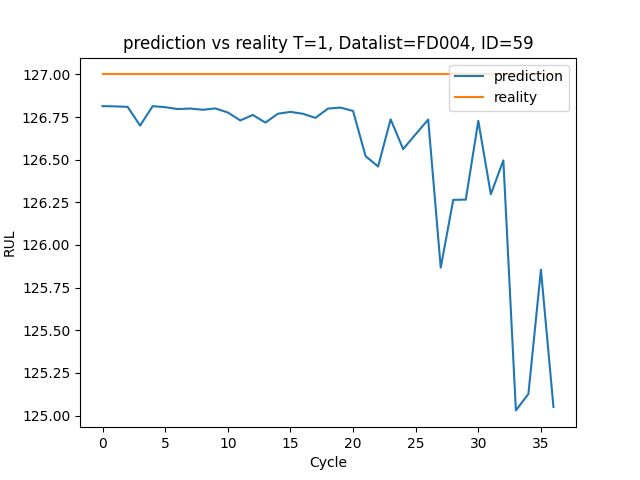 prediction vs reality T=1, Datalist=FD004, ID=59
prediction
reality
RUL
127.00
126.75
126.50
126.25
126.00
125.75
125.50
125.25
125.00
0 5 10 15 20 25 30 35
Cycle